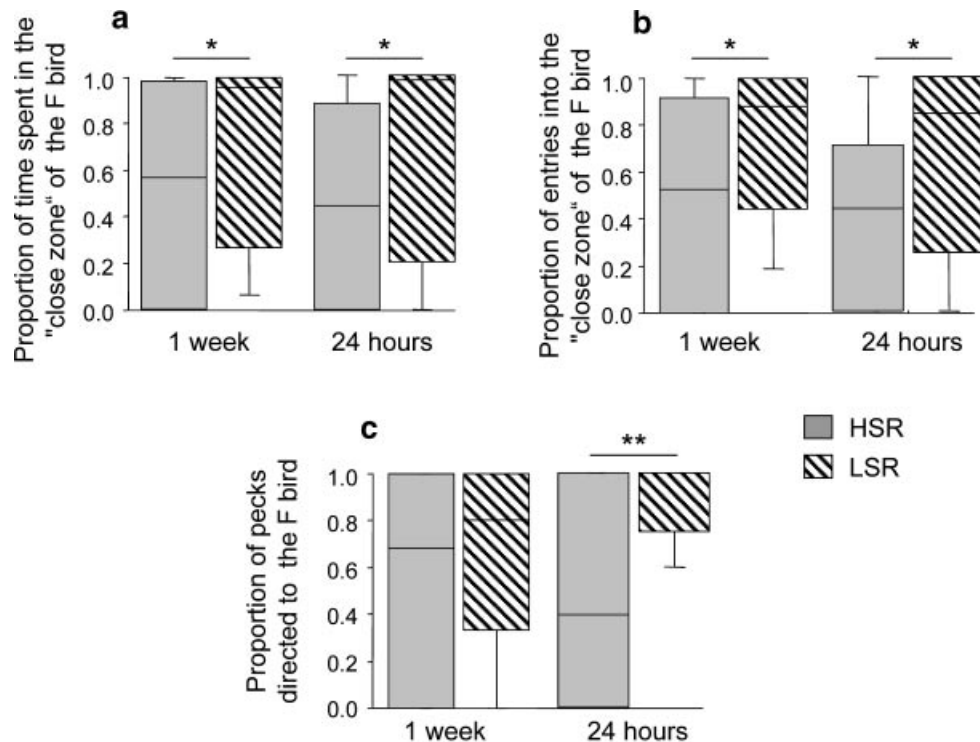 a
*
*
Proportion of time spent in the
"close zone“ of the F bird
1.0
0.8
0.6
0.4
0.2
0.0
1 week
24 hours
b
*
*
Proportion of entries into the
"close zone“ of the F bird
1.0
0.8
0.6
0.4
0.2
0.0
1 week
24 hours
c
**
Proportion of pecks
directed to the F bird
1.0
0.8
0.6
0.4
0.2
0.0
1 week
24 hours
HSR
LSR